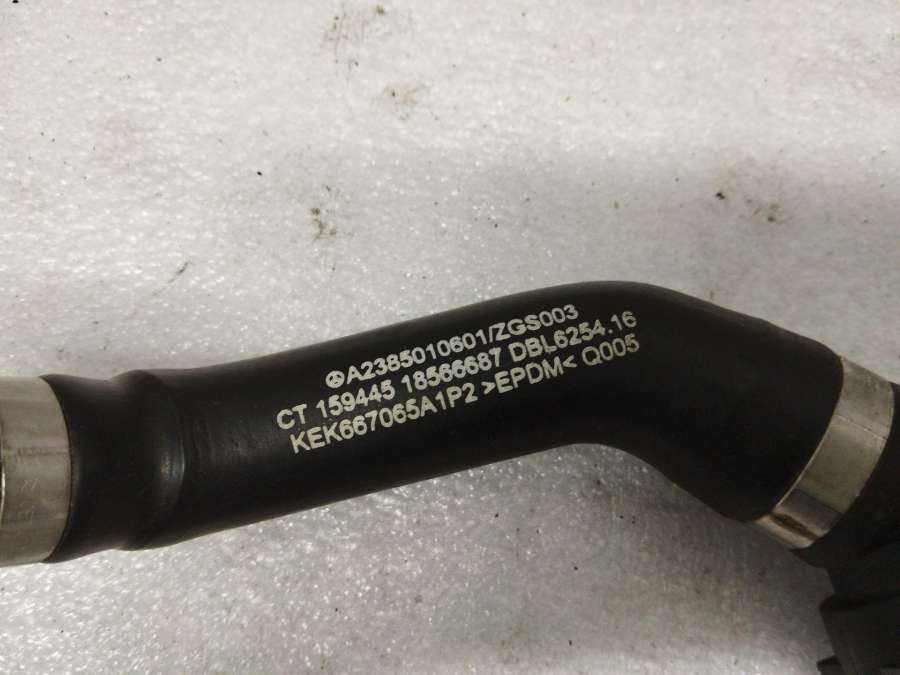 A2385010601/ZGS003
CT 159445 18566687 DBL6254.16
KEK667065A1P2 >EPDM< Q005